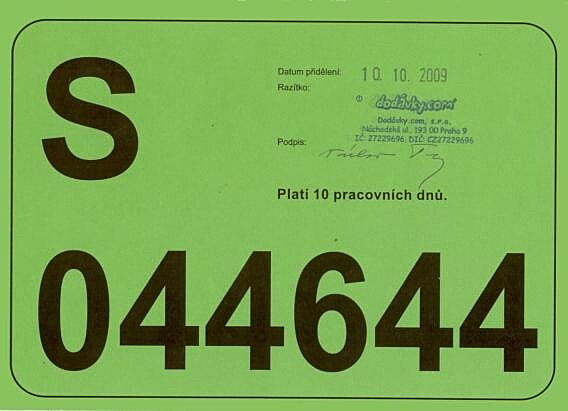 S
Datum přidělení: 10. 10. 2009
Razítko:
dodávky.com
Dodávky.com, s.r.o.
Náchodská ul., 193 00 Praha 9
IČ: 27229696, DIČ: CZ27229696
Podpis:
Platí 10 pracovních dnů.
044644